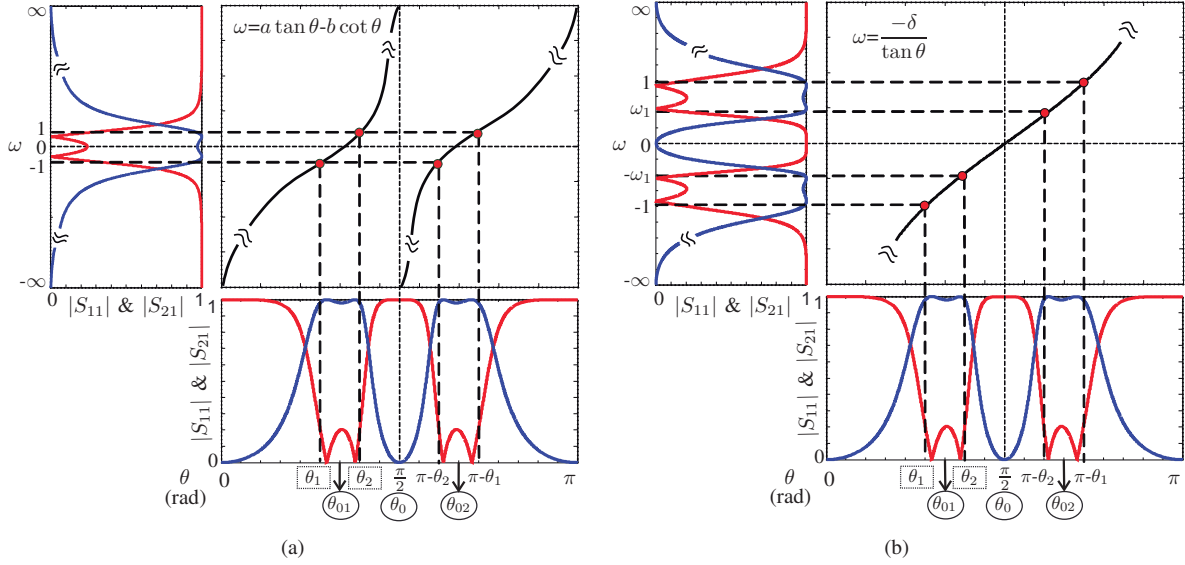 ∞
1
ω 0
-1
-∞
0 1
|S11| & |S21|
ω=a tan θ-b cot θ
1
|S11| & |S21|
0
θ
(rad)
θ1 θ2 π/2 π-θ2 π-θ1 π
θ01 θ0 θ02
(a)
∞
1
ω1
ω 0
-ω1
-1
-∞
0 1
|S11| & |S21|
ω=-δ/tan θ
1
|S11| & |S21|
0
θ
(rad)
θ1 θ2 π/2 π-θ2 π-θ1 π
θ01 θ0 θ02
(b)